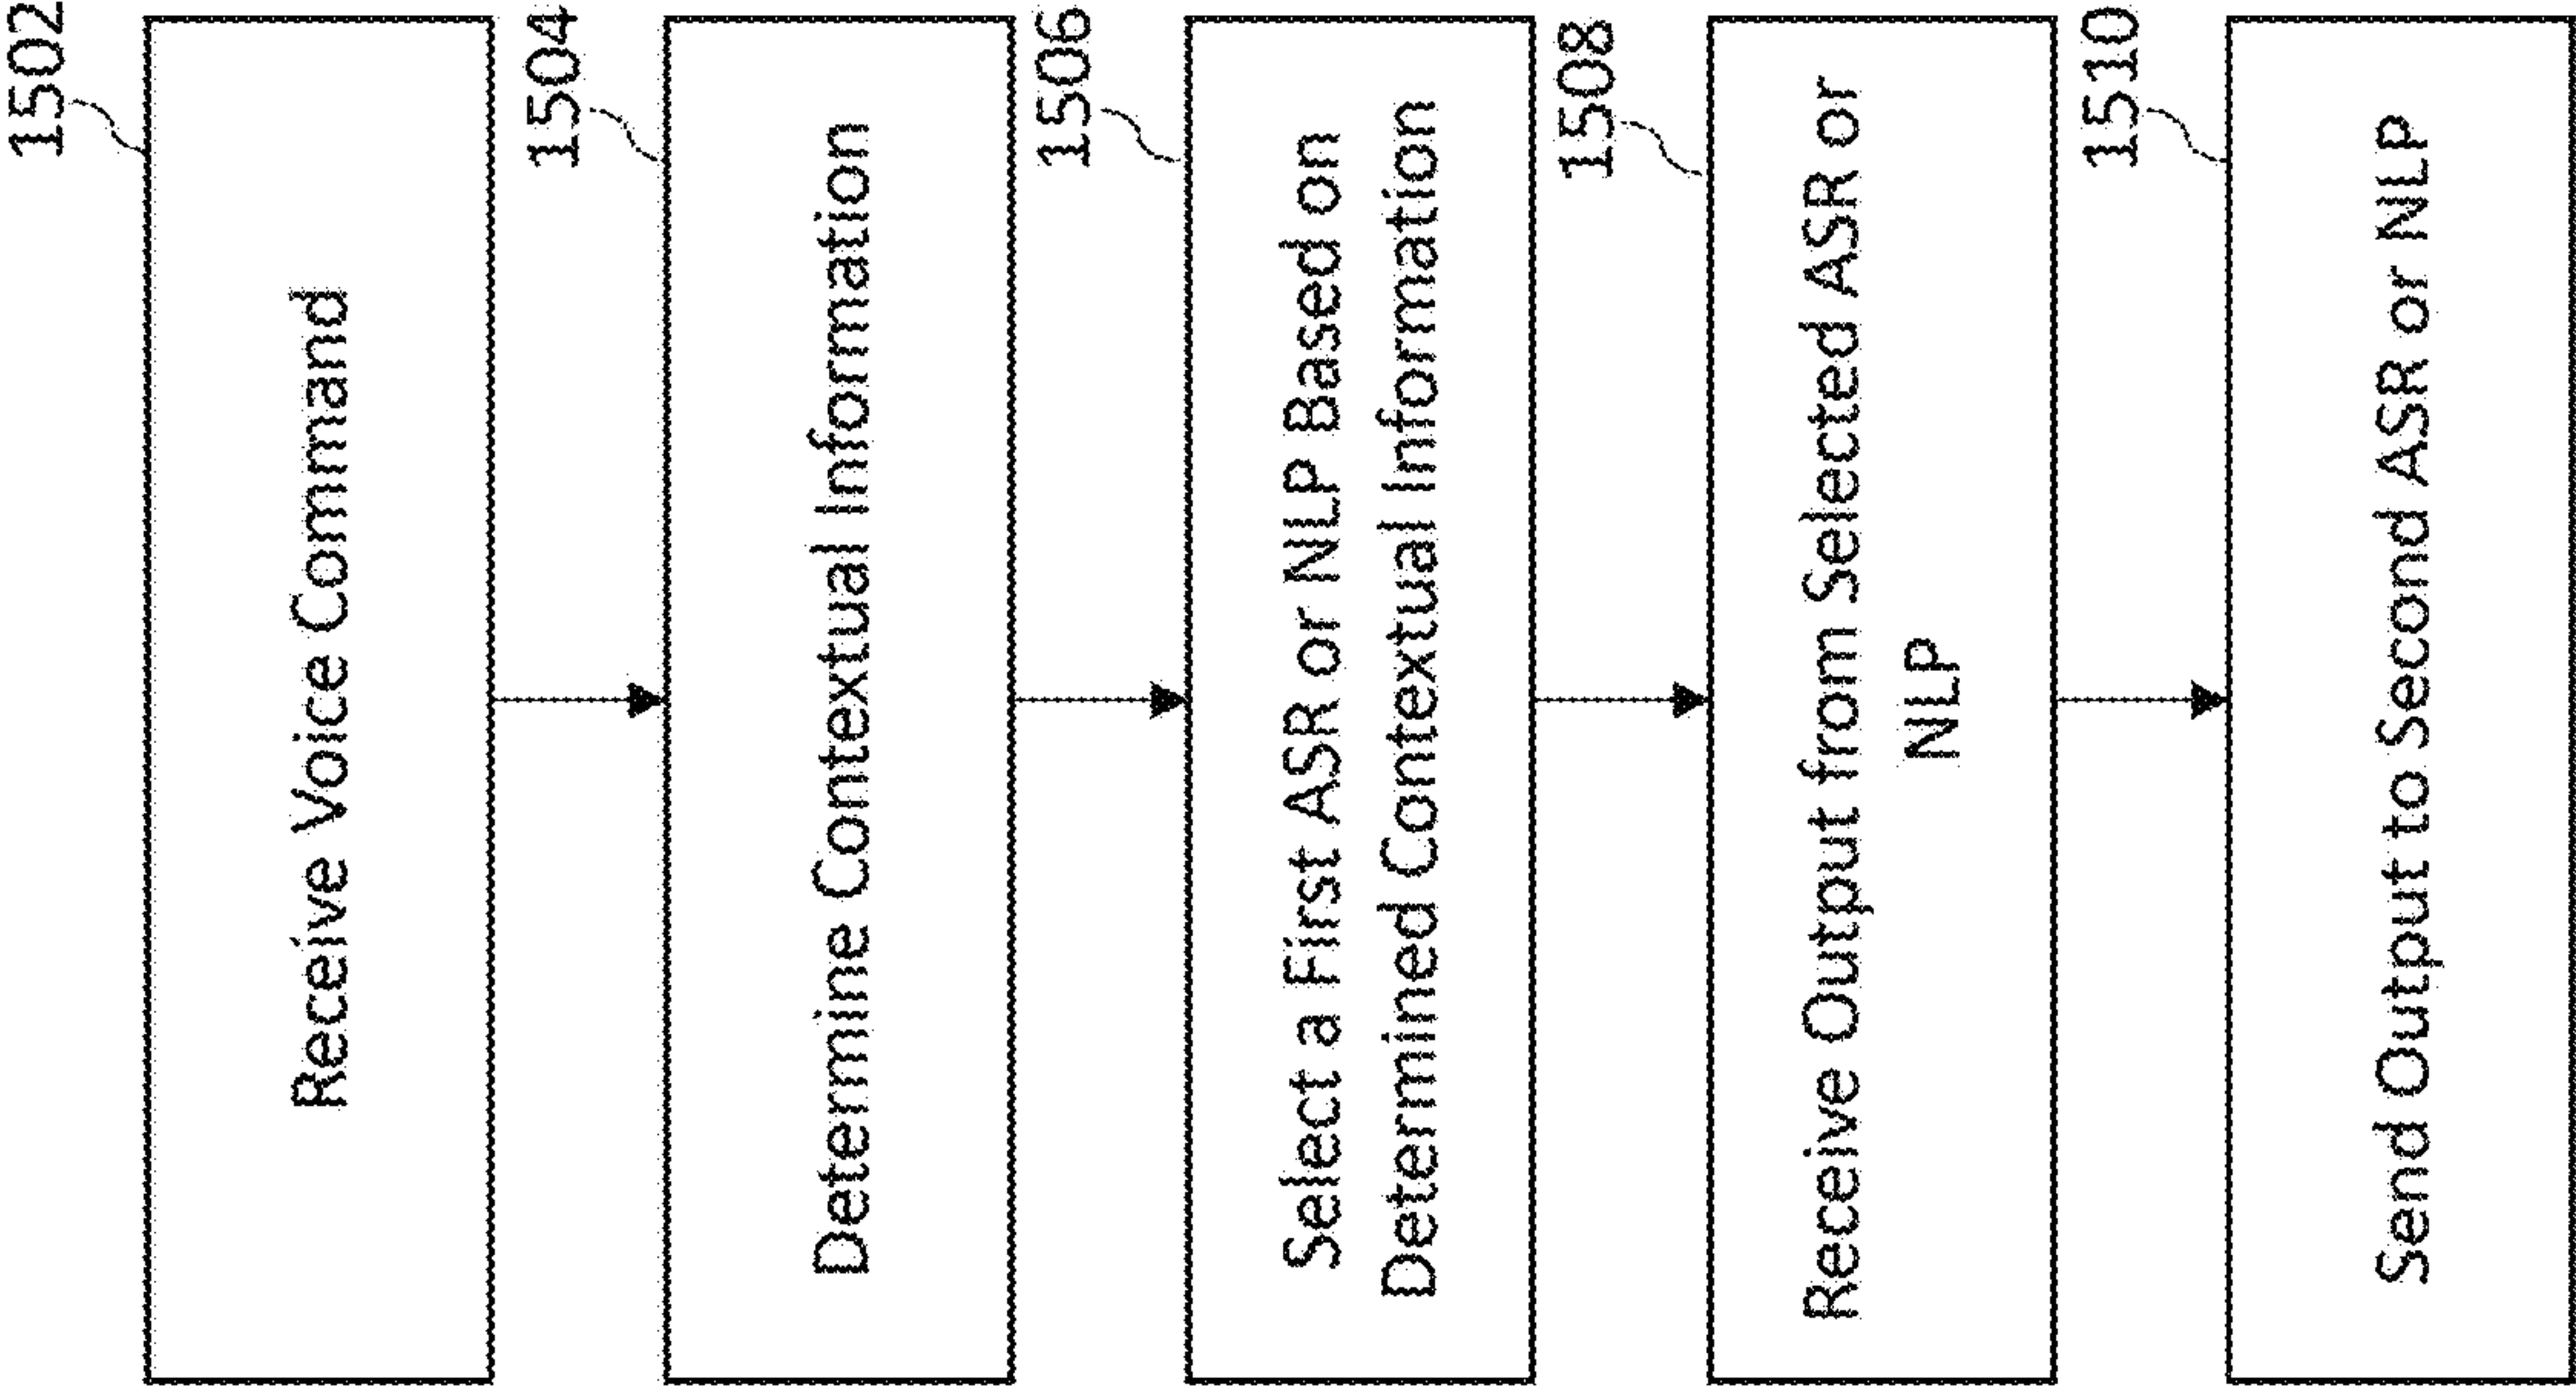 1502
Receive Voice Command
1504
Determine Contextual Information
1506
Select a First ASR or NLP Based on
Determined Contextual Information
1508
Receive Output from Selected ASR or
NLP
1510
Send Output to Second ASR or NLP